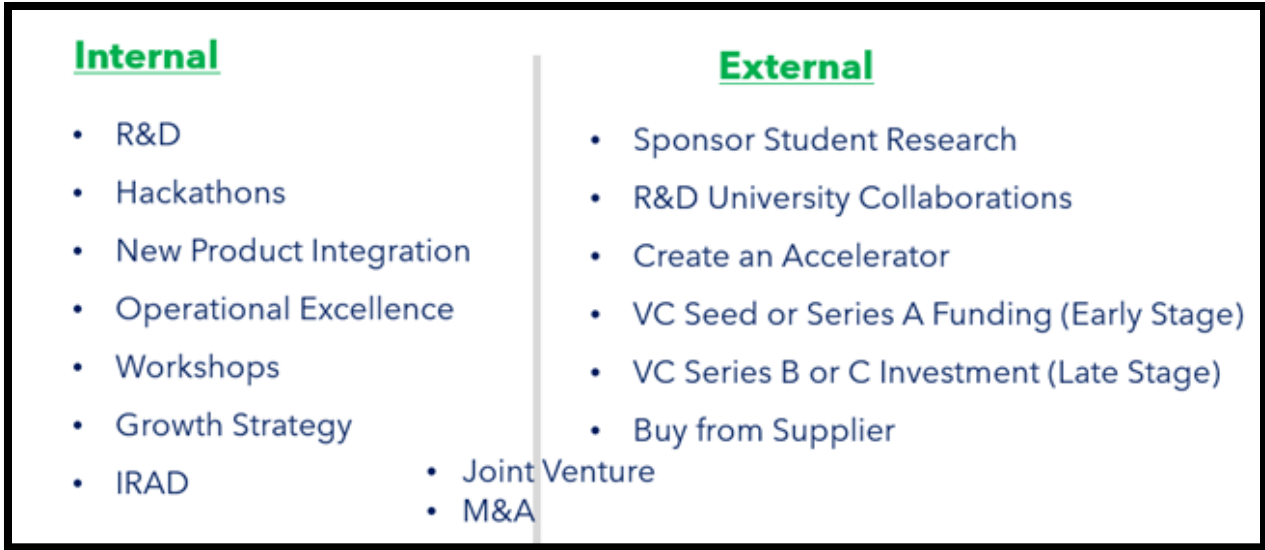 Internal
• R&D
• Hackathons
• New Product Integration
• Operational Excellence
• Workshops
• Growth Strategy
• IRAD
External
• Sponsor Student Research
• R&D University Collaborations
• Create an Accelerator
• VC Seed or Series A Funding (Early Stage)
• VC Series B or C Investment (Late Stage)
• Buy from Supplier
• Joint Venture
• M&A